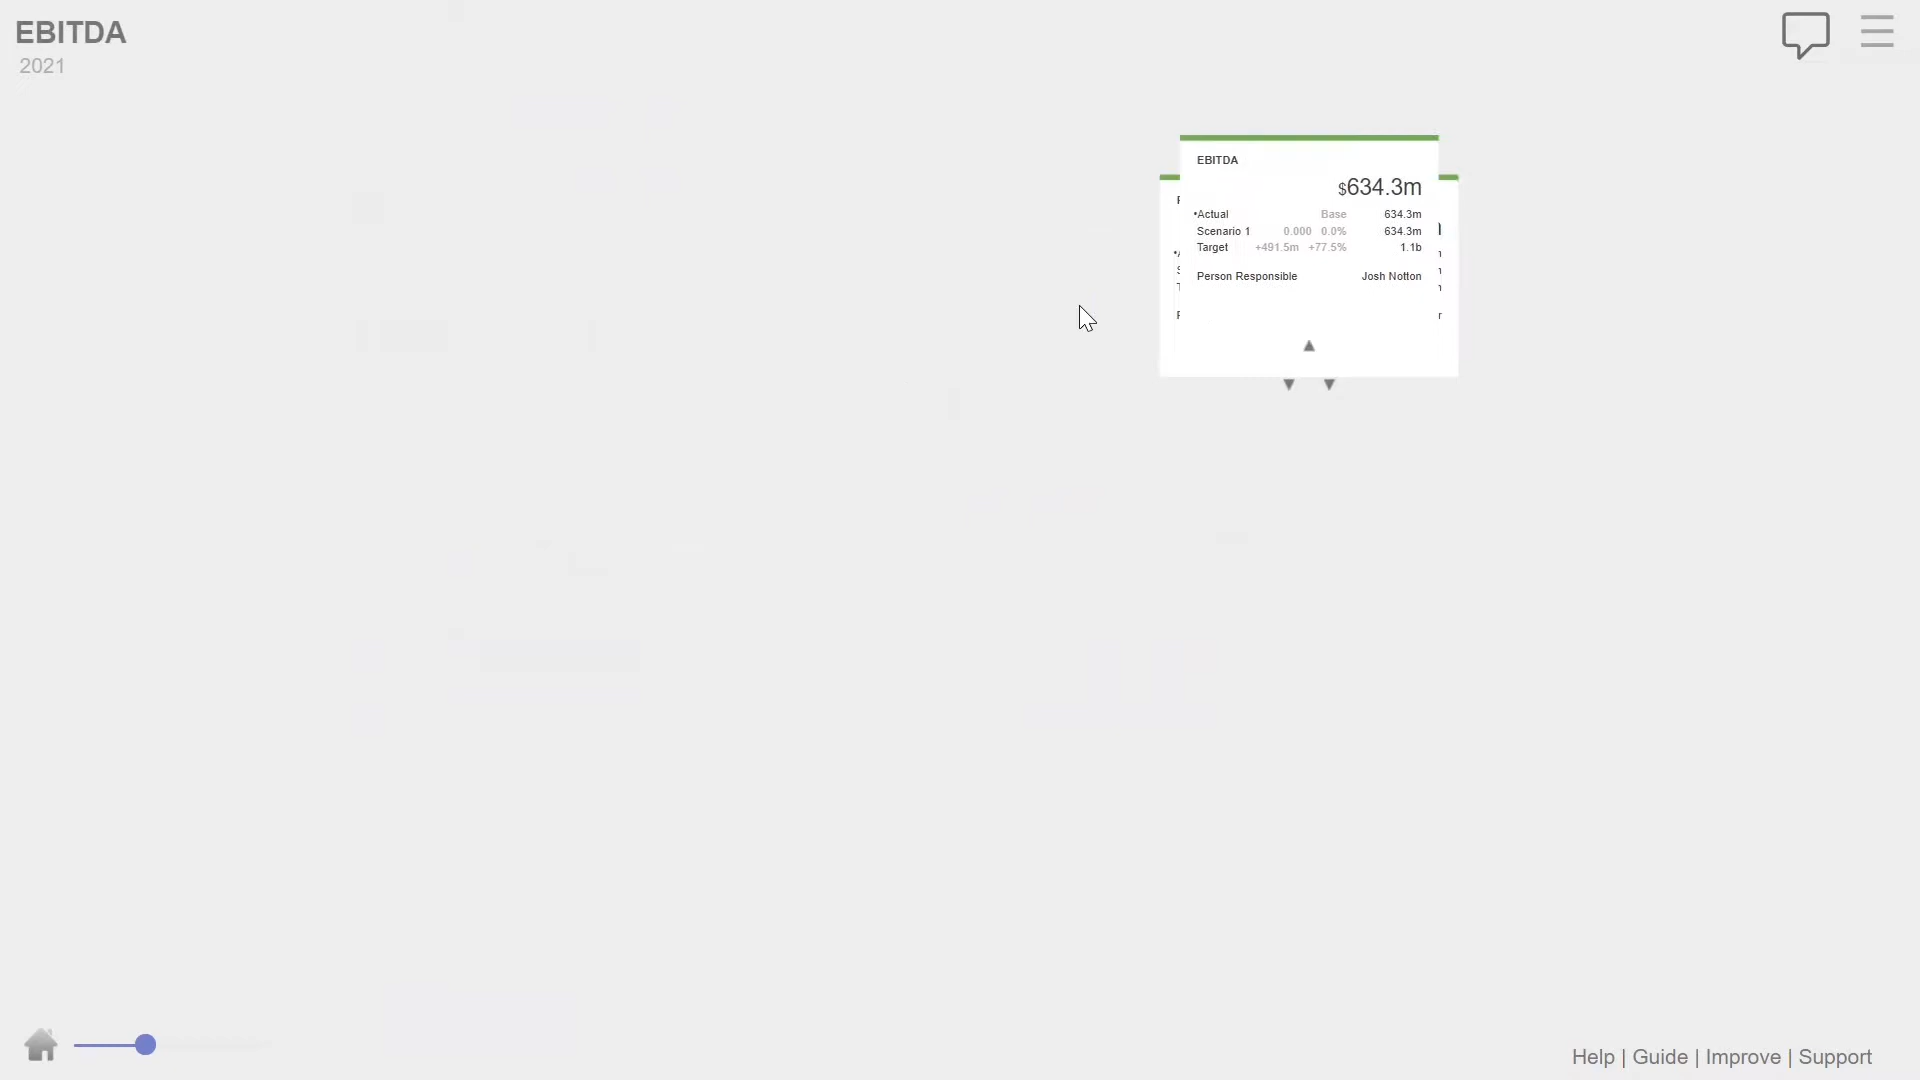 EBITDA
2021
EBITDA
$634.3m
•Actual Base 634.3m
Scenario 1 0.000 0.0% 634.3m
Target +491.5m +77.5% 1.1b
Person Responsible Josh Notton
Help | Guide | Improve | Support